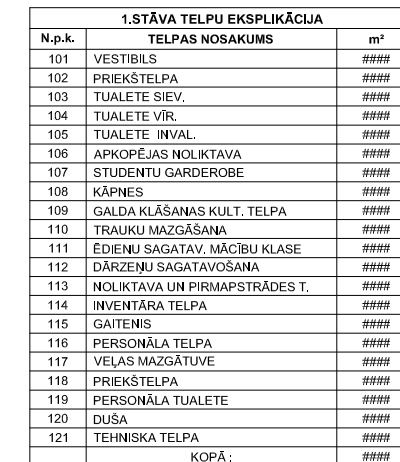 1.STĀVA TELPU EKSPLIKĀCIJA
N.p.k. TELPAS NOSAKUMS m²
101 VESTIBILS ####
102 PRIEKŠTELPA ####
103 TUALETE SIEV. ####
104 TUALETE VĪR. ####
105 TUALETE INVAL. ####
106 APKOPĒJAS NOLIKTAVA ####
107 STUDENTU GARDEROBE ####
108 KĀPNES ####
109 GALDA KLĀŠANAS KULT. TELPA ####
110 TRAUKU MAZGĀŠANA ####
111 ĒDIENU SAGATAV. MĀCĪBU KLASE ####
112 DĀRZEŅU SAGATAVOŠANA ####
113 NOLIKTAVA UN PIRMAPSTRĀDES T. ####
114 INVENTĀRA TELPA ####
115 GAITENIS ####
116 PERSONĀLA TELPA ####
117 VEĻAS MAZGĀTUVE ####
118 PRIEKŠTELPA ####
119 PERSONĀLA TUALETE ####
120 DUŠA ####
121 TEHNISKA TELPA ####
KOPĀ : ####